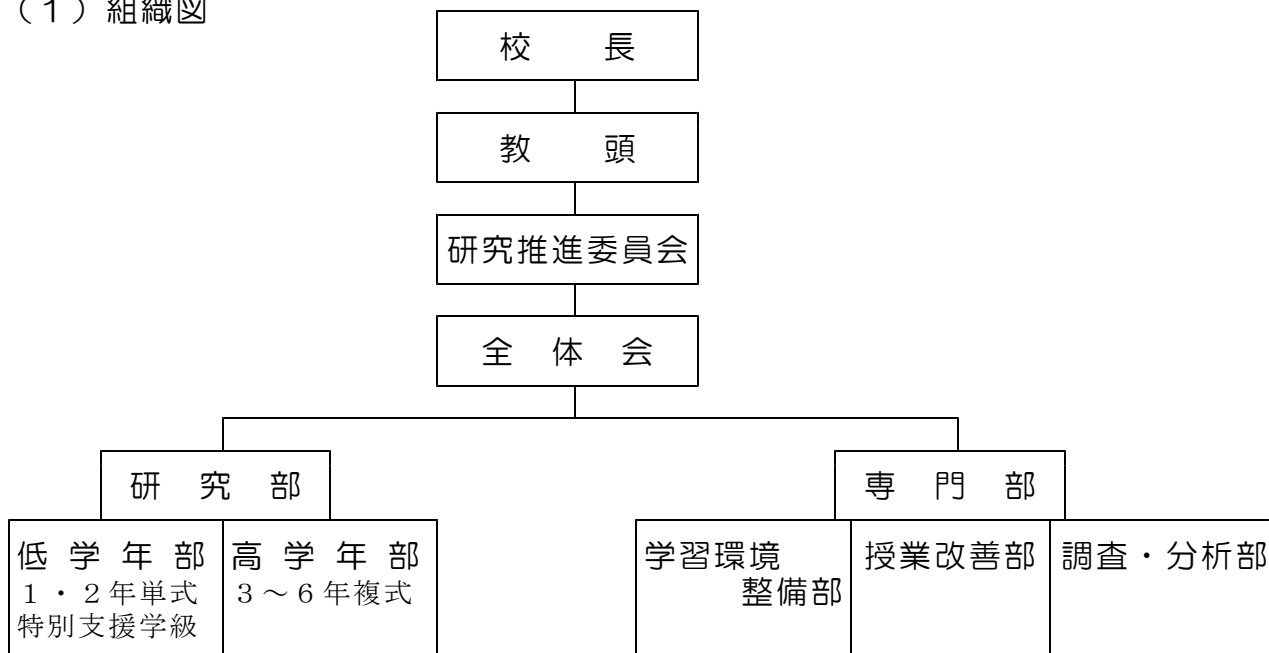 （１）組織図
校　　長
教　　頭
研究推進委員会
全　体　会
研　究　部
専　門　部
低 学 年 部
１・２年単式
特別支援学級
高 学 年 部
３～６年複式
学習環境
整備部
授業改善部
調査・分析部